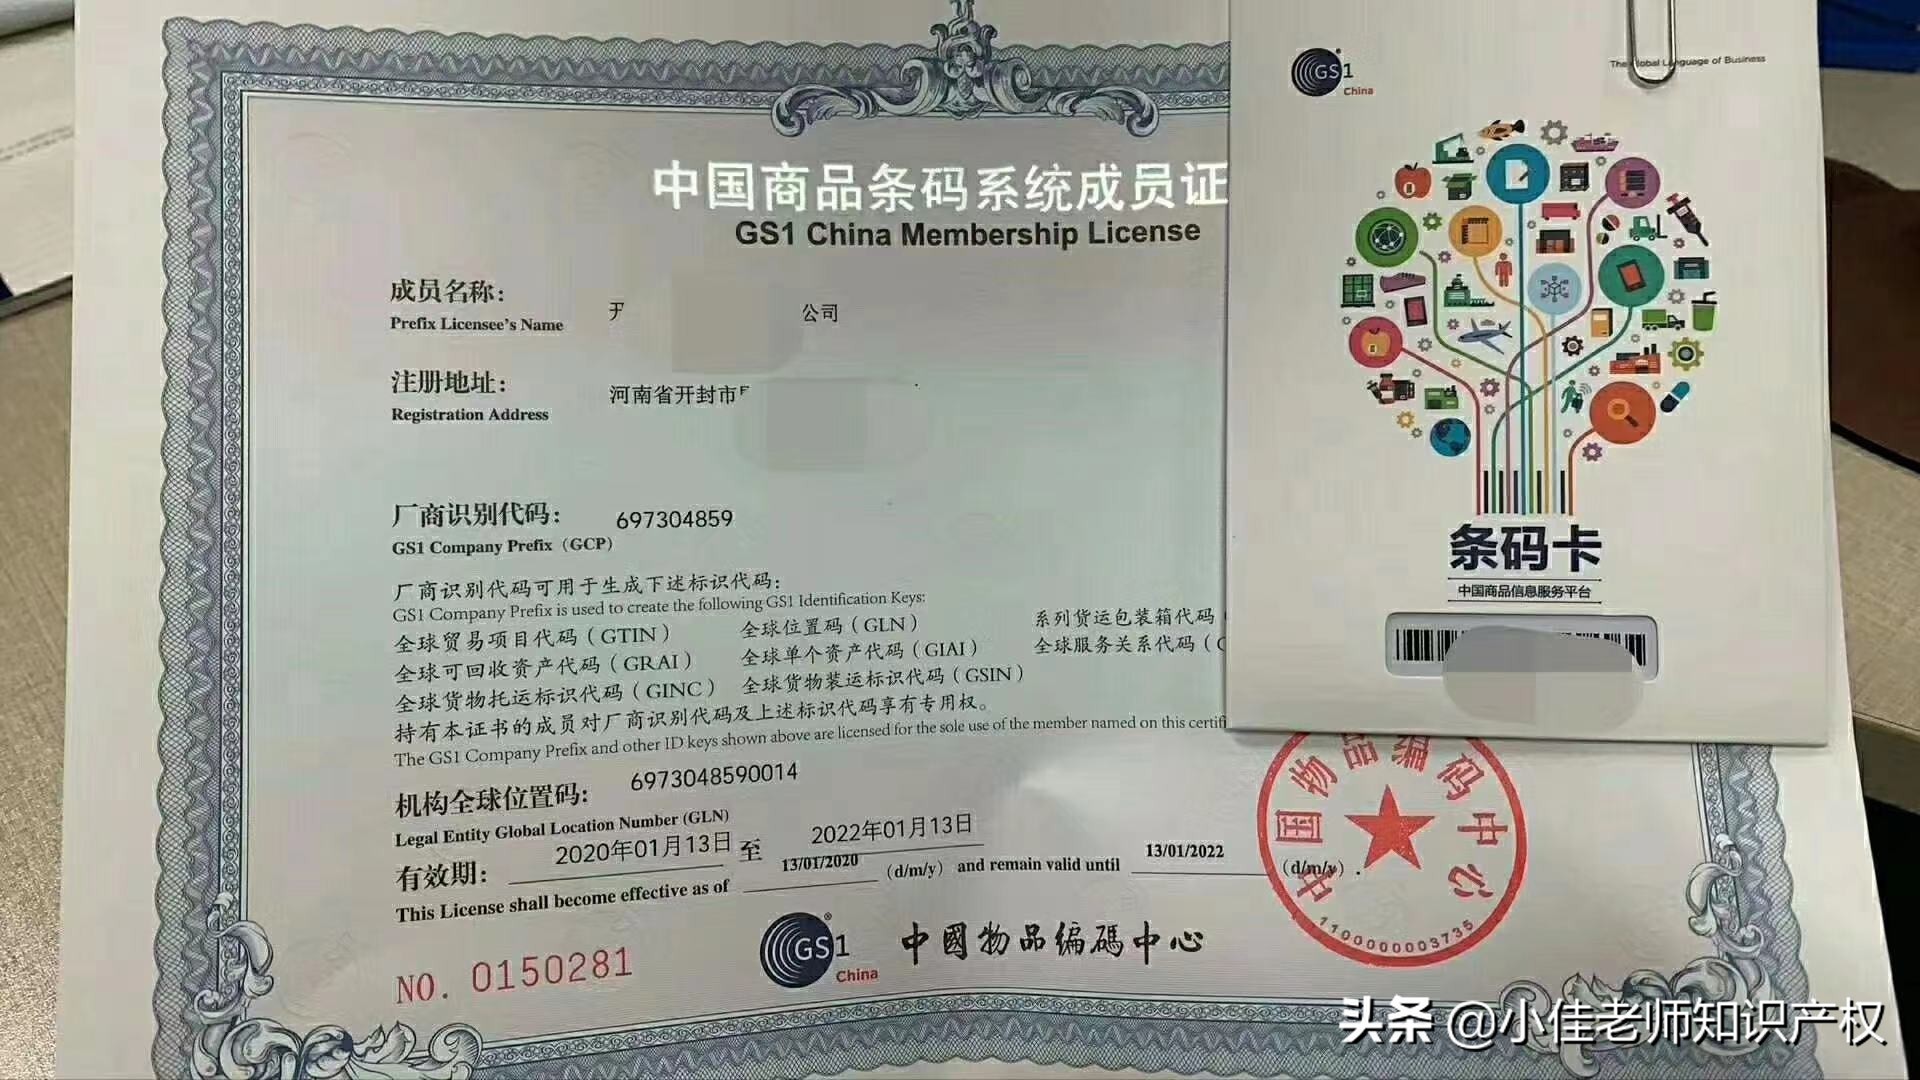 中国商品条码系统成员证
GS1 China Membership License
成员名称:
Prefix Licensee's Name
公司
注册地址:
Registration Address
河南省开封市
厂商识别代码:
697304859
GS1 Company Prefix (GCP)
厂商识别代码可用于生成下述标识代码:
GS1 Company Prefix is used to create the following GS1 Identification Keys:
全球贸易项目代码(GTIN) 全球位置码(GLN) 系列货运包装箱代码(
全球可回收资产代码(GRAI) 全球单个资产代码(GIAI) 全球服务关系代码(
全球货物托运标识代码(GINC) 全球货物装运标识代码(GSIN)
持有本证书的成员对厂商识别代码及上述标识代码享有专用权。
The GS1 Company Prefix and other ID keys shown above are licensed for the sole use of the member named on this certifi
机构全球位置码: 6973048590014
Legal Entity Global Location Number (GLN)
有效期: 2020年01月13日 至 2022年01月13日
This License shall become effective as of 13/01/2020 (d/m/y) and remain valid until 13/01/2022 (d/m/y).
NO. 0150281
GS1
China
中國物品编碼中心
中国物品编码中心
1100000003735
GS1
China
The Global Language of Business
条码卡
中国商品信息服务平台
头条 @小佳老师知识产权